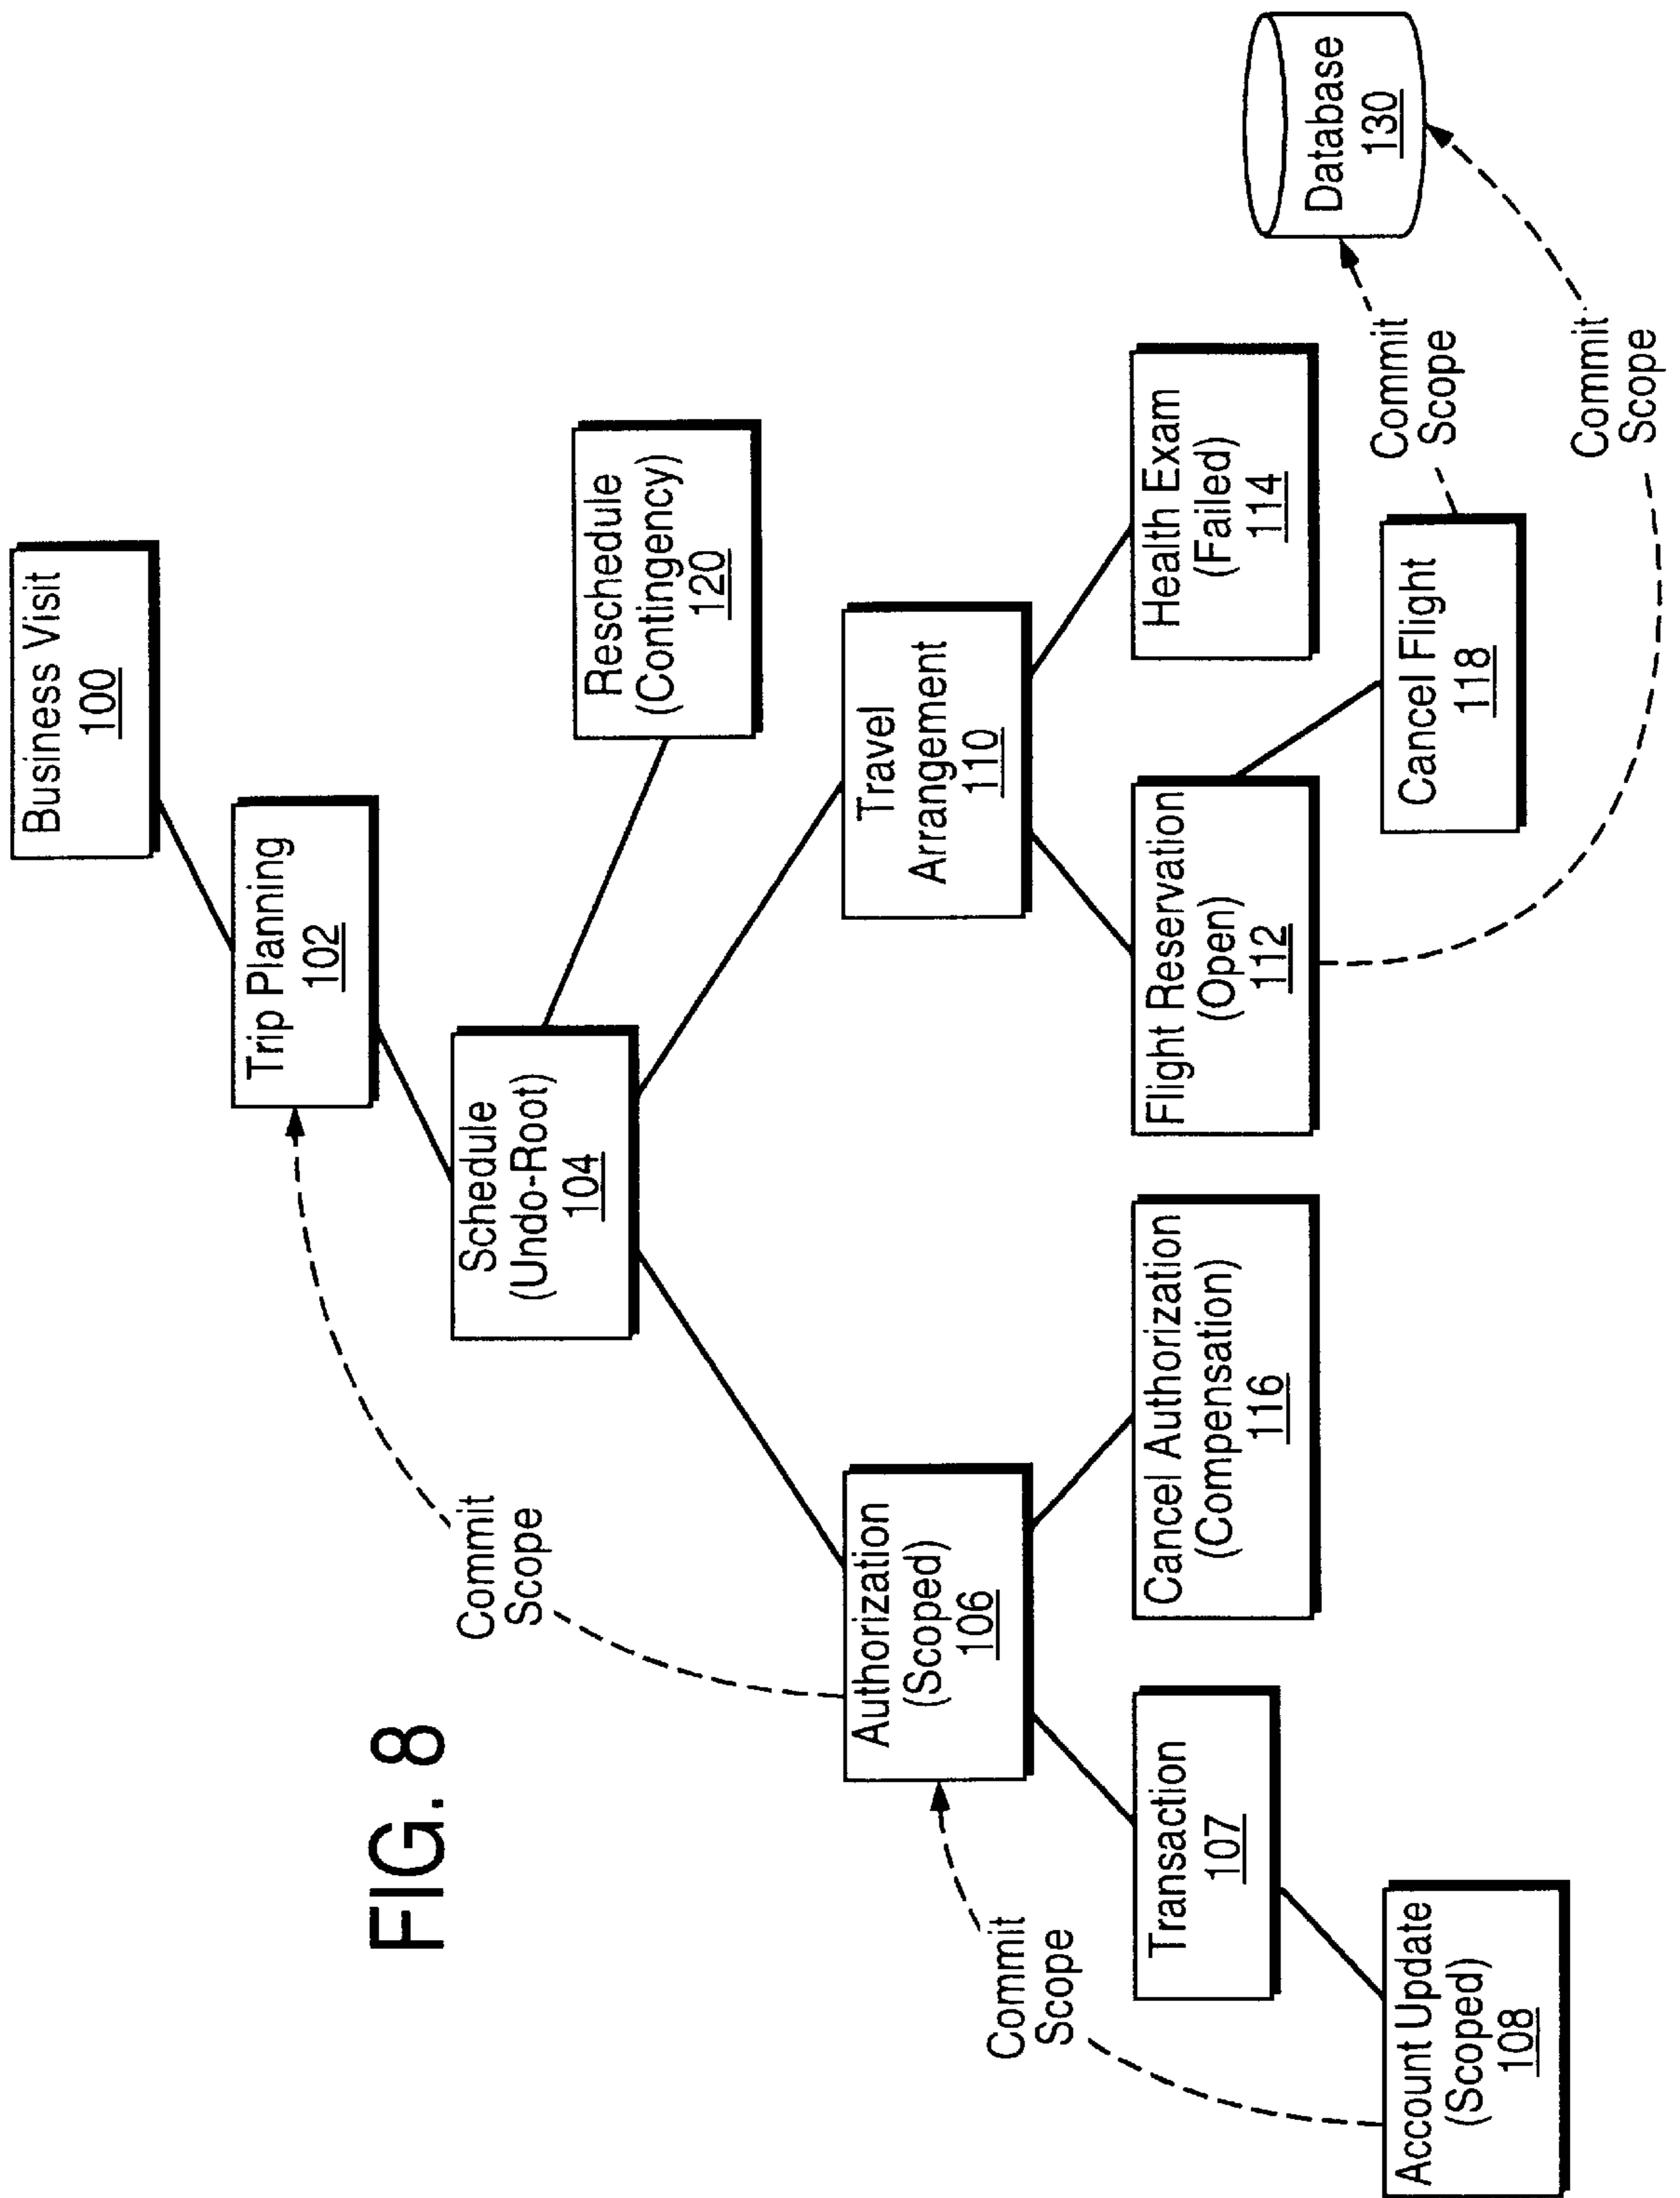 FIG. 8
Business Visit
100
Trip Planning
102
Commit
Scope
Schedule
(Undo-Root)
104
Reschedule
(Contingency)
120
Authorization
(Scoped)
106
Travel
Arrangement
110
Commit
Scope
Transaction
107
Cancel Authorization
(Compensation)
116
Flight Reservation
(Open)
112
Health Exam
(Failed)
114
Database
130
Account Update
(Scoped)
108
Cancel Flight
118
Commit
Scope
Commit
Scope